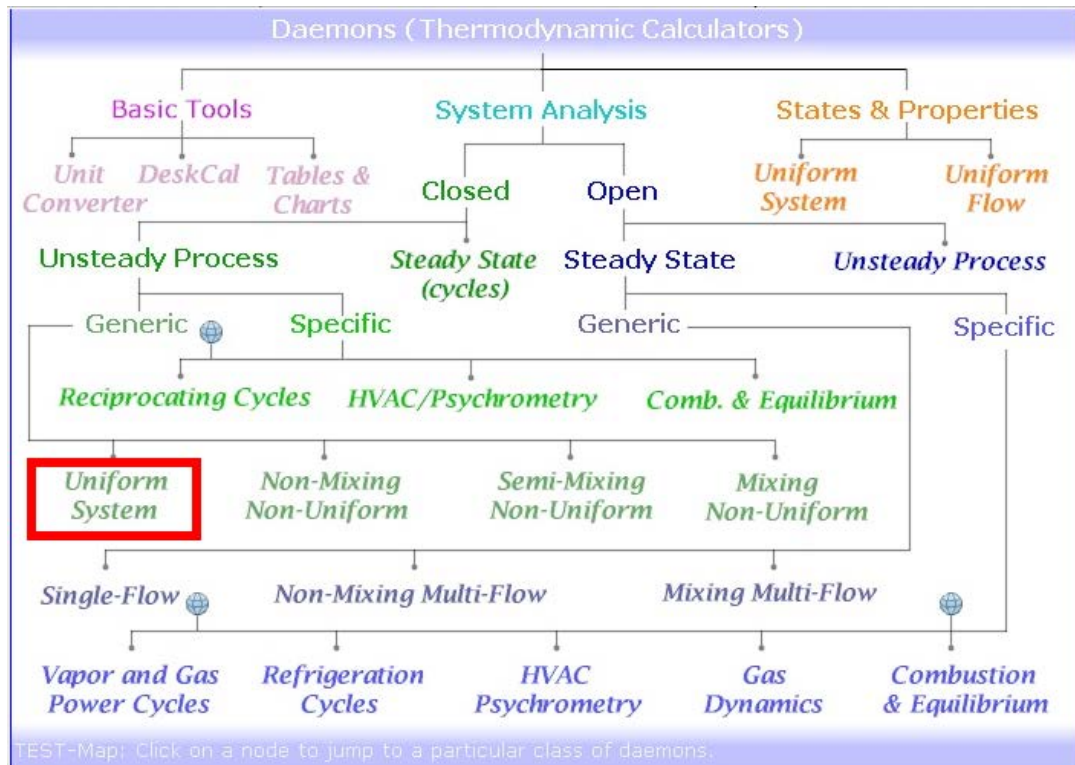 Daemons (Thermodynamic Calculators)
Basic Tools
System Analysis
States & Properties
Unit
Converter
DeskCal
Tables &
Charts
Closed
Open
Uniform
System
Uniform
Flow
Unsteady Process
Steady State
(cycles)
Steady State
Unsteady Process
Generic
Specific
Generic
Specific
Reciprocating Cycles
HVAC/Psychrometry
Comb. & Equilibrium
Uniform
System
Non-Mixing
Non-Uniform
Semi-Mixing
Non-Uniform
Mixing
Non-Uniform
Single-Flow
Non-Mixing Multi-Flow
Mixing Multi-Flow
Vapor and Gas
Power Cycles
Refrigeration
Cycles
HVAC
Psychrometry
Gas
Dynamics
Combustion
& Equilibrium
TEST-Map: Click on a node to jump to a particular class of daemons.